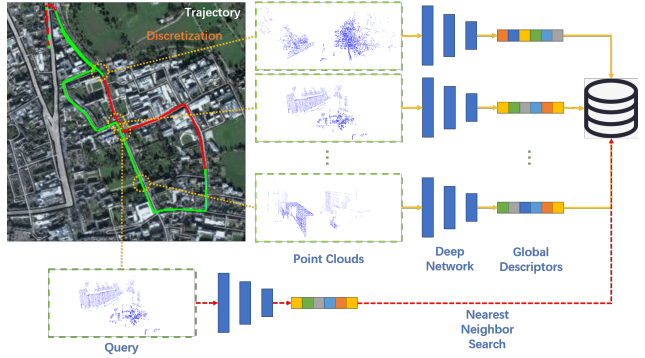 Trajectory
Discretization
Point Clouds
Deep
Network
Global
Descriptors
Query
Nearest
Neighbor
Search